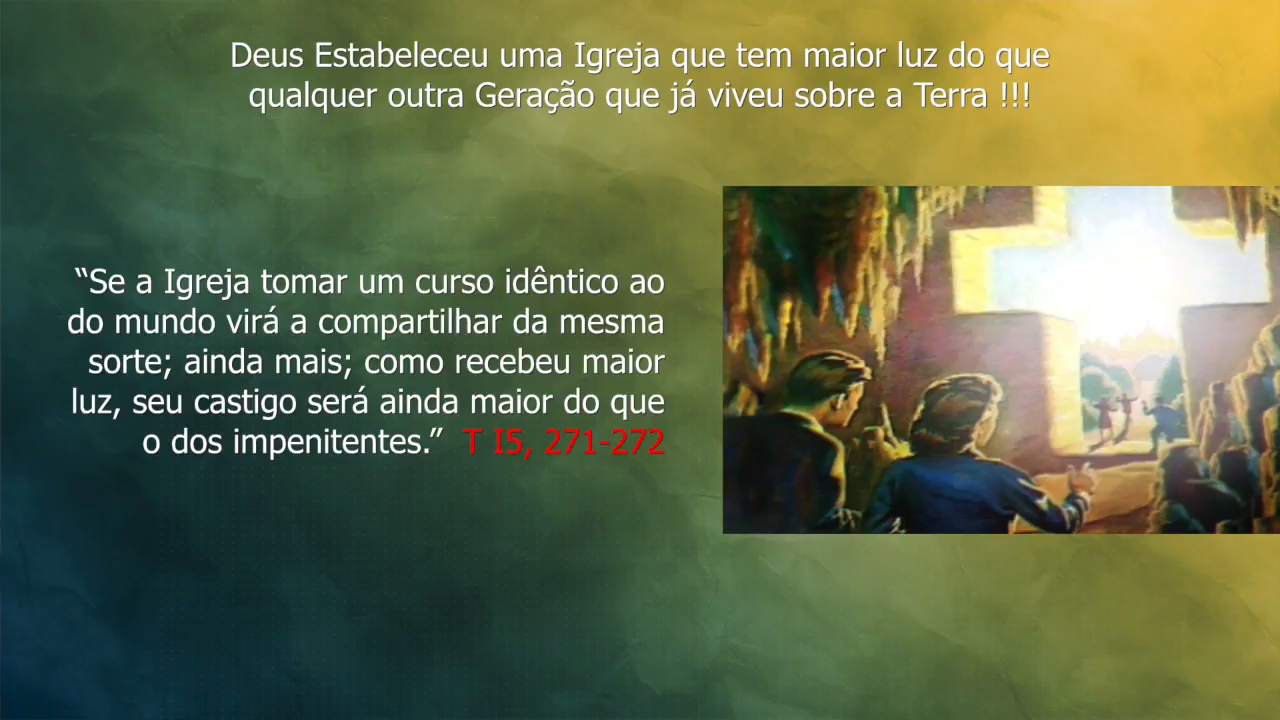 Deus Estabeleceu uma Igreja que tem maior luz do que
qualquer outra Geração que já viveu sobre a Terra !!!
“Se a Igreja tomar um curso idêntico ao
do mundo virá a compartilhar da mesma
sorte; ainda mais; como recebeu maior
luz, seu castigo será ainda maior do que
o dos impenitentes.” T I5, 271-272